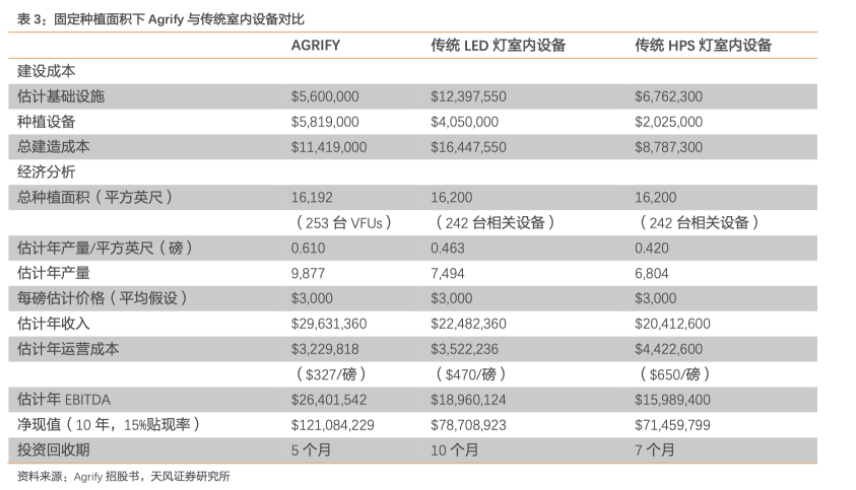 表 3：固定种植面积下 Agrify 与传统室内设备对比
AGRIFY 传统 LED 灯室内设备 传统 HPS 灯室内设备
建设成本
估计基础设施 $5,600,000 $12,397,550 $6,762,300
种植设备 $5,819,000 $4,050,000 $2,025,000
总建造成本 $11,419,000 $16,447,550 $8,787,300
经济分析
总种植面积（平方英尺） 16,192 16,200 16,200
（253 台 VFUs） （242 台相关设备） （242 台相关设备）
估计年产量/平方英尺（磅） 0.610 0.463 0.420
估计年产量 9,877 7,494 6,804
每磅估计价格（平均假设） $3,000 $3,000 $3,000
估计年收入 $29,631,360 $22,482,360 $20,412,600
估计年运营成本 $3,229,818 $3,522,236 $4,422,600
（$327/磅） （$470/磅） （$650/磅）
估计年 EBITDA $26,401,542 $18,960,124 $15,989,400
净现值（10 年，15%贴现率） $121,084,229 $78,708,923 $71,459,799
投资回收期 5 个月 10 个月 7 个月
资料来源：Agrify 招股书，天风证券研究所